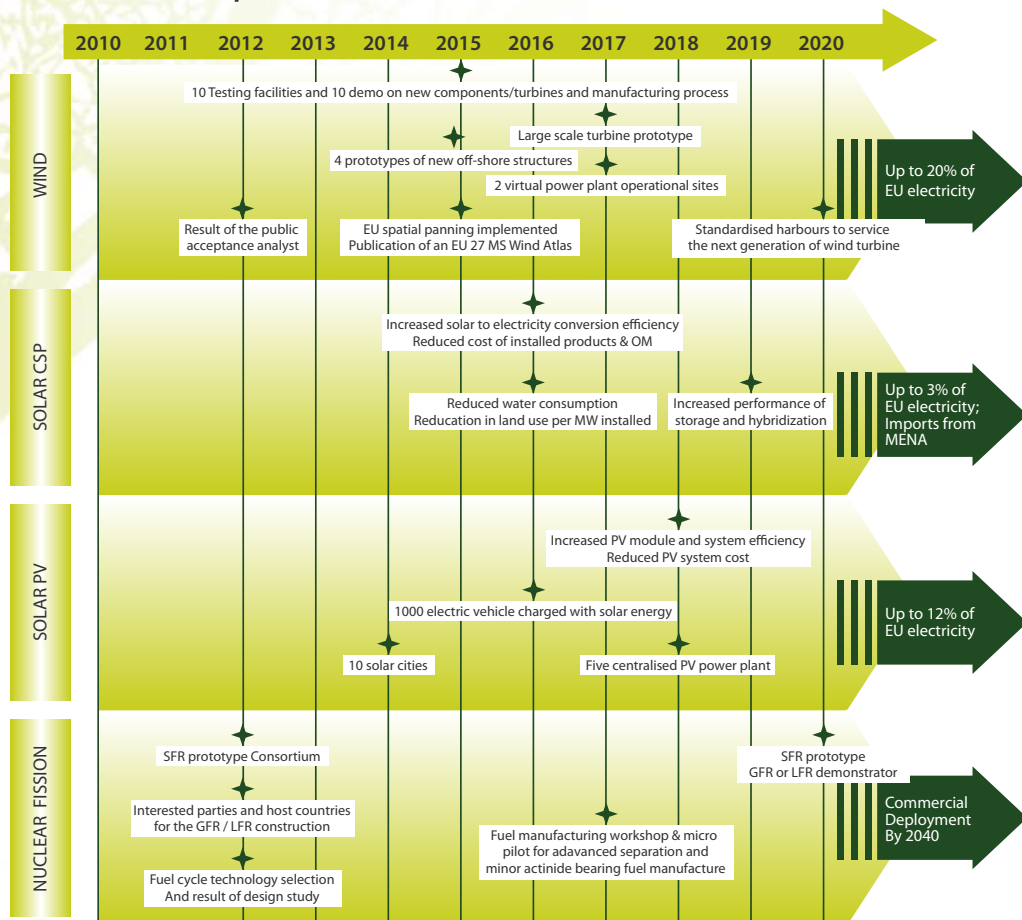 2010 2011 2012 2013 2014 2015 2016 2017 2018 2019 2020
WIND
10 Testing facilities and 10 demo on new components/turbines and manufacturing process
Large scale turbine prototype
4 prototypes of new off-shore structures
2 virtual power plant operational sites
Result of the public
acceptance analyst
EU spatial panning implemented
Publication of an EU 27 MS Wind Atlas
Standardised harbours to service
the next generation of wind turbine
Up to 20% of
EU electricity
SOLAR CSP
Increased solar to electricity conversion efficiency
Reduced cost of installed products & OM
Reduced water consumption
Reducation in land use per MW installed
Increased performance of
storage and hybridization
Up to 3% of
EU electricity;
Imports from
MENA
SOLAR PV
Increased PV module and system efficiency
Reduced PV system cost
1000 electric vehicle charged with solar energy
10 solar cities
Five centralised PV power plant
Up to 12% of
EU electricity
NUCLEAR FISSION
SFR prototype Consortium
SFR prototype
GFR or LFR demonstrator
Interested parties and host countries
for the GFR / LFR construction
Fuel manufacturing workshop & micro
pilot for adavanced separation and
minor actinide bearing fuel manufacture
Fuel cycle technology selection
And result of design study
Commercial
Deployment
By 2040